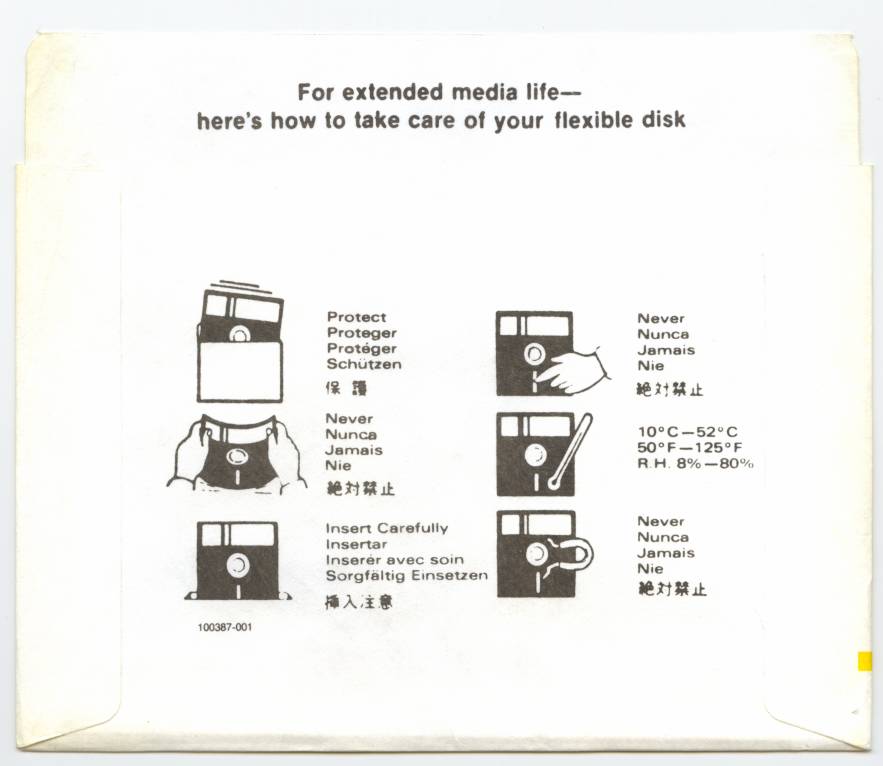 For extended media life—
here's how to take care of your flexible disk
Protect
Proteger
Protéger
Schützen
保 護
Never
Nunca
Jamais
Nie
絶対禁止
Insert Carefully
Insertar
Inserér avec soin
Sorgfältig Einsetzen
挿入注意
100387-001
Never
Nunca
Jamais
Nie
絶対禁止
10°C—52°C
50°F—125°F
R.H. 8%—80%
Never
Nunca
Jamais
Nie
絶対禁止